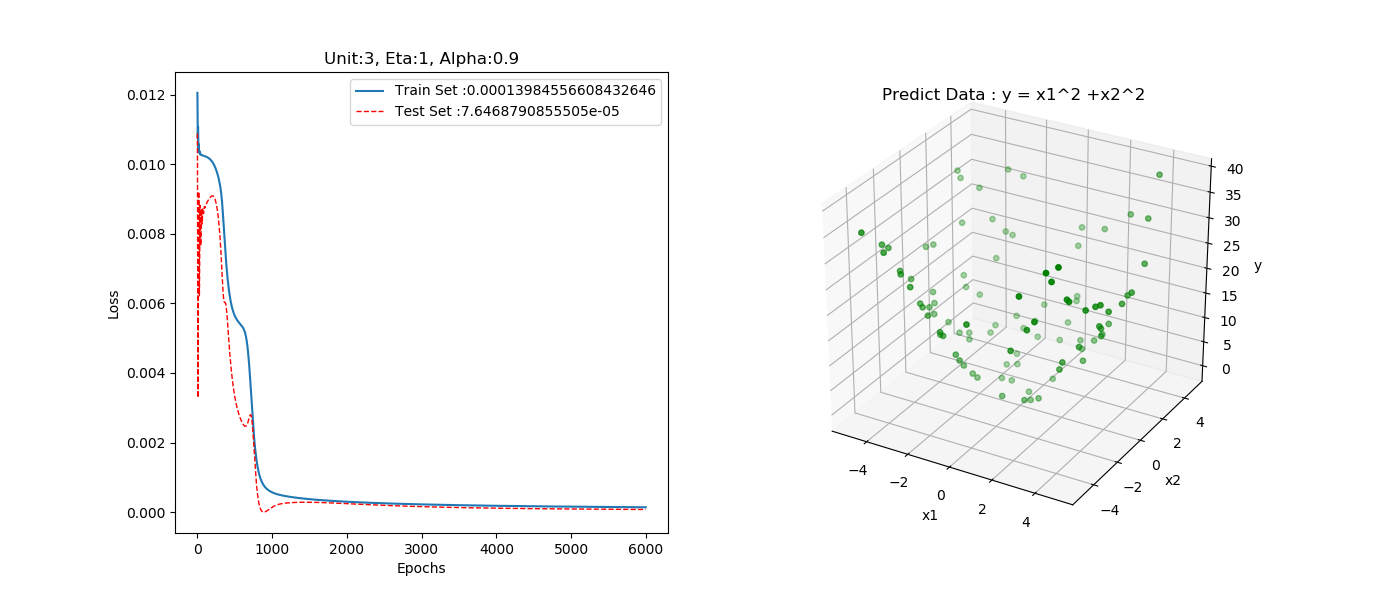 Unit:3, Eta:1, Alpha:0.9
Train Set :0.00013984556608432646
Test Set :7.6468790855505e-05
0.012
0.010
0.008
0.006
0.004
0.002
0.000
Loss
0 1000 2000 3000 4000 5000 6000
Epochs
Predict Data : y = x1^2 +x2^2
40
35
30
25
20
15
10
5
0
y
−4 −2 0 2 4
x1
−4 −2 0 2 4
x2